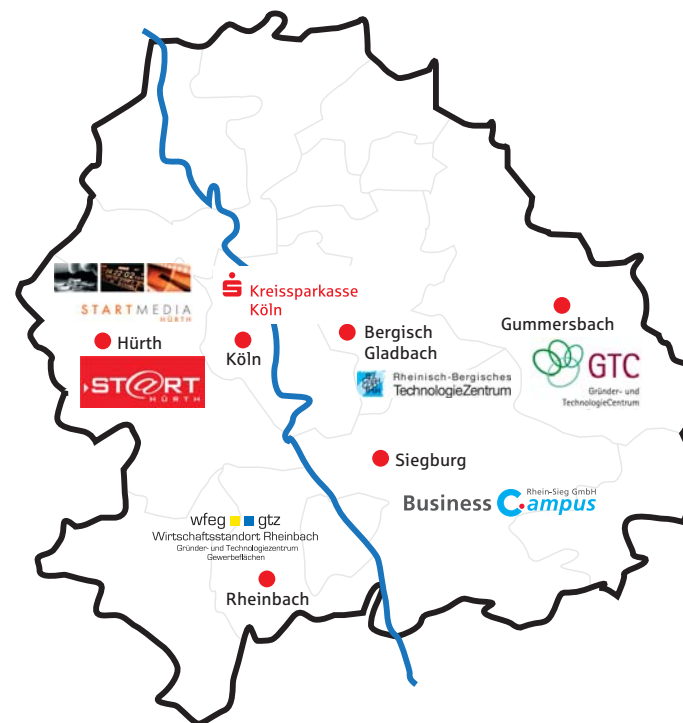 STARTMEDIA
HÜRTH
Hürth
ST@RT
HÜRTH
Kreissparkasse
Köln
Köln
Bergisch
Gladbach
Rheinisch-Bergisches
TechnologieZentrum
Gummersbach
GTC
Gründer- und
TechnologieCentrum
Siegburg
Rhein-Sieg GmbH
Business Campus
wfeg gtz
Wirtschaftsstandort Rheinbach
Gründer- und Technologiezentrum
Gewerbeflächen
Rheinbach